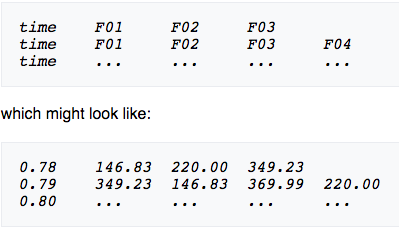 time F01 F02 F03
time F01 F02 F03 F04
time ... ... ... ...
which might look like:
0.78 146.83 220.00 349.23
0.79 349.23 146.83 369.99 220.00
0.80 ... ... ... ...